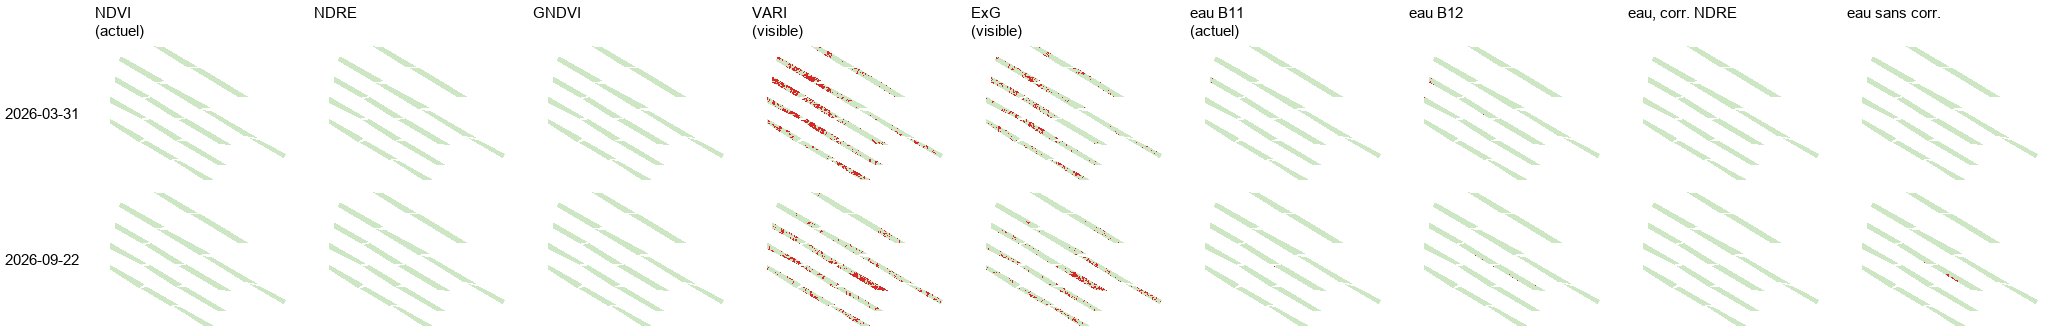 NDVI
(actuel)
NDRE
GNDVI
VARI
(visible)
ExG
(visible)
eau B11
(actuel)
eau B12
eau, corr. NDRE
eau sans corr.
2026-03-31
2026-09-22